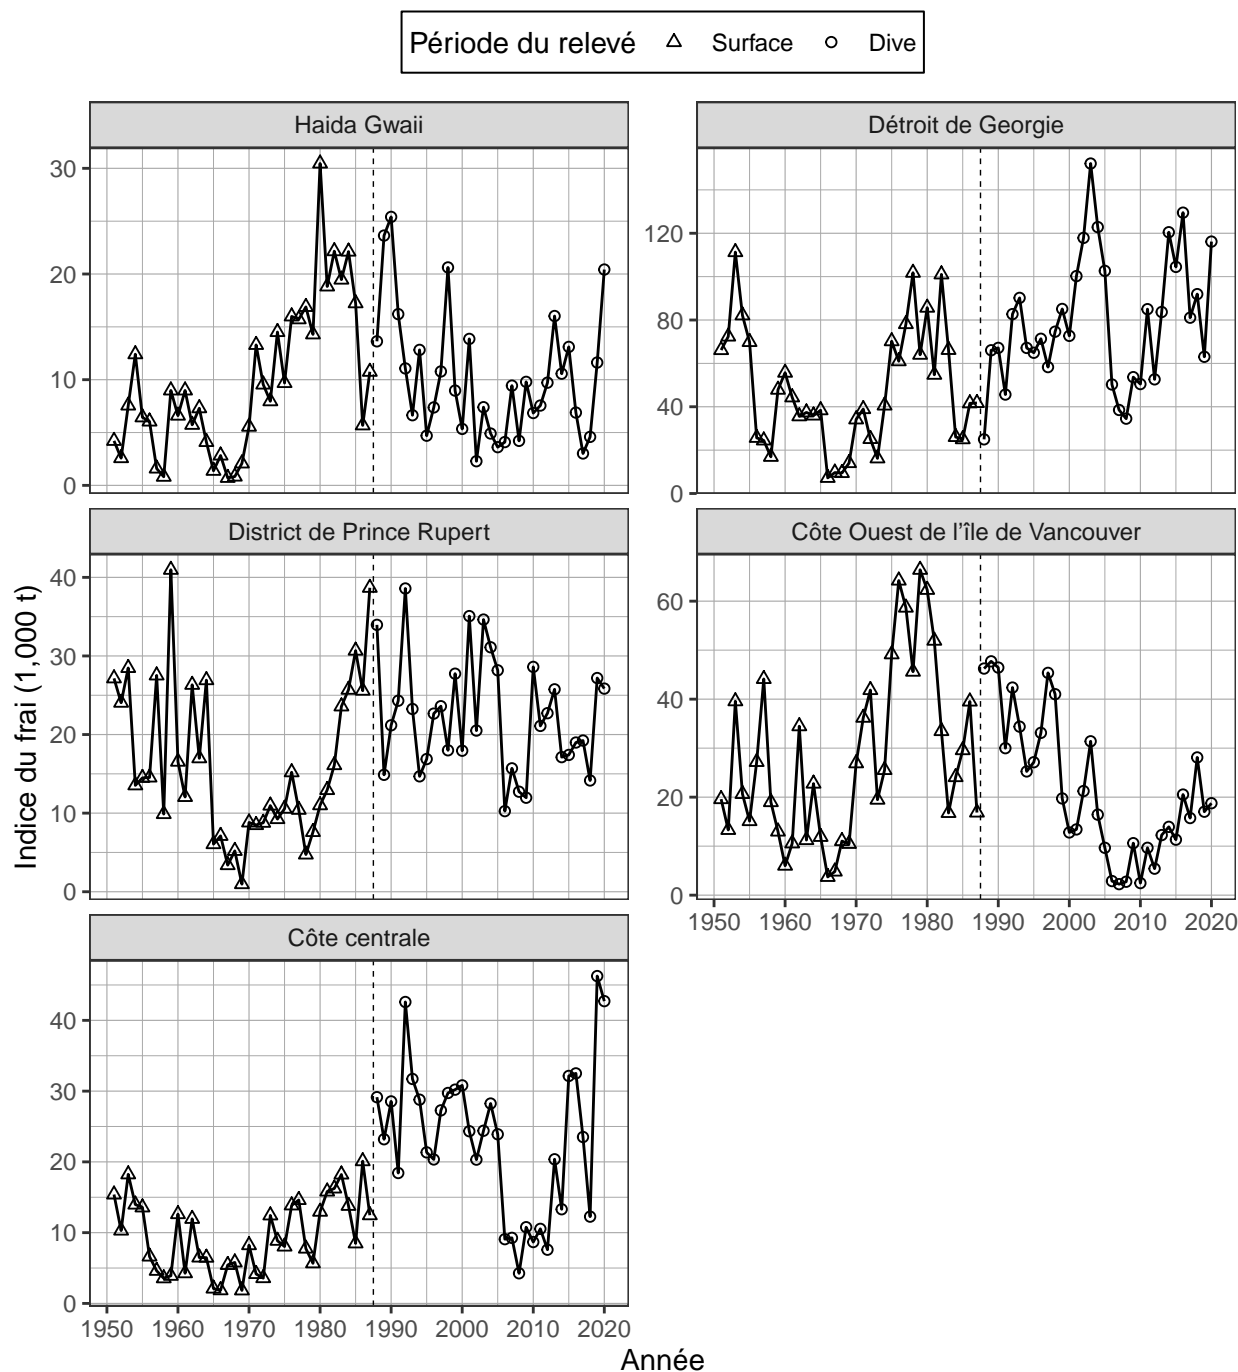 Période du relevé Surface Dive
Haida Gwaii
30
20
10
0
Détroit de Georgie
120
80
40
0
District de Prince Rupert
40
30
20
10
0
Côte Ouest de l'île de Vancouver
60
40
20
0
1950 1960 1970 1980 1990 2000 2010 2020
Côte centrale
40
30
20
10
0
1950 1960 1970 1980 1990 2000 2010 2020
Indice du frai (1,000 t)
Année